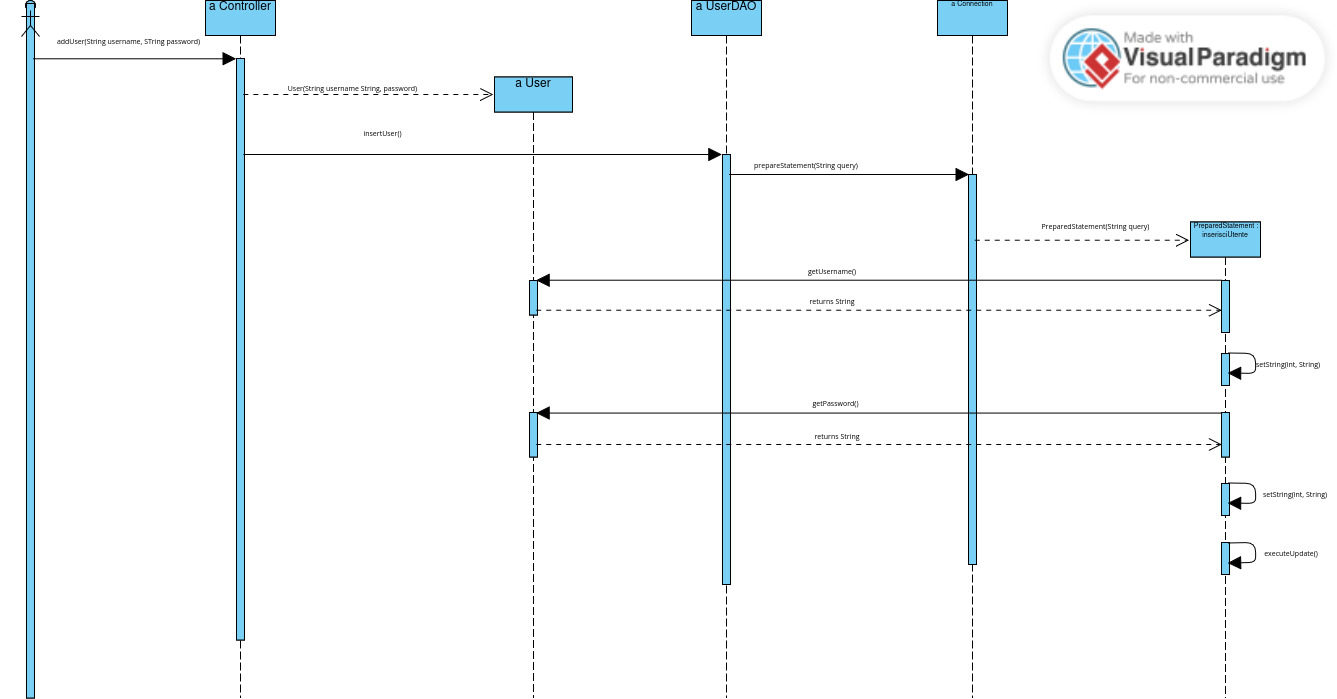 a Controller
a UserDAO
a Connection
Made with
Visual Paradigm
For non-commercial use
addUser(String username, STring password)
User(String username String, password)
a User
insertUser()
prepareStatement(String query)
PreparedStatement(String query)
PreparedStatement :
inserisciUtente
getUsername()
returns String
setString(int, String)
getPassword()
returns String
setString(int, String)
executeUpdate()